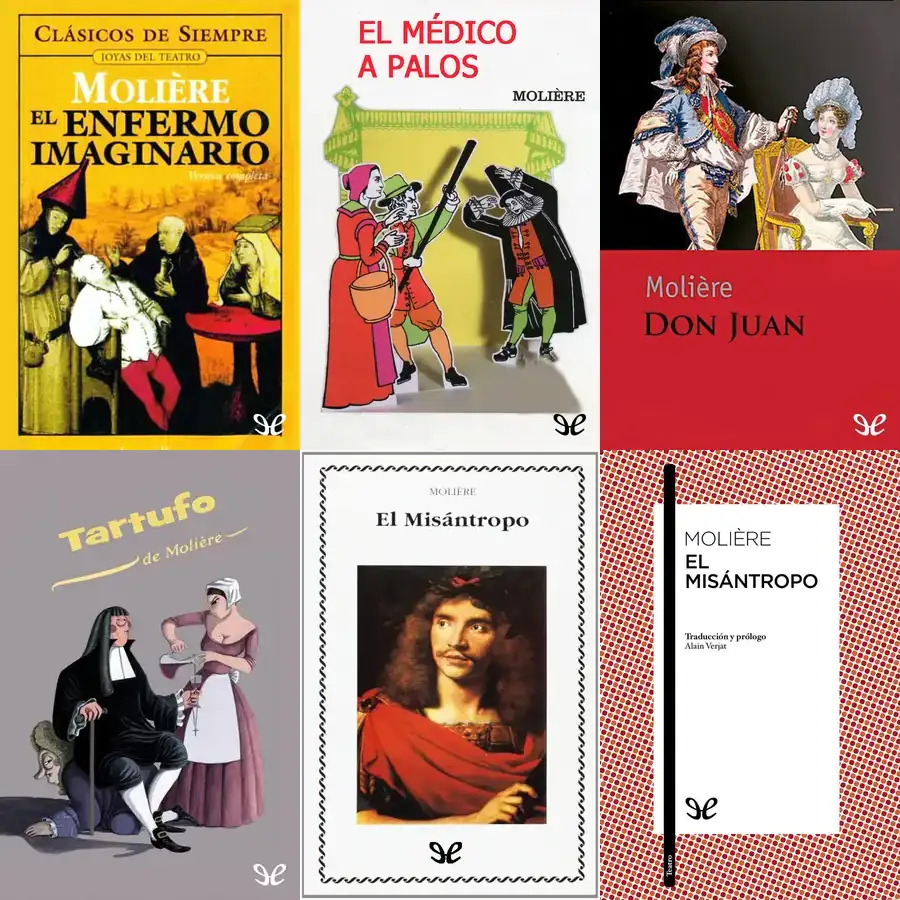 CLÁSICOS DE SIEMPRE
JOYAS DEL TEATRO
MOLIÈRE
EL ENFERMO
IMAGINARIO
Versión completa
EL MÉDICO
A PALOS
MOLIÈRE
Molière
DON JUAN
Tartufo
de Molière
MOLIÈRE
El Misántropo
MOLIÈRE
EL
MISÁNTROPO
Traducción y prólogo
Alain Verjat
Teatro